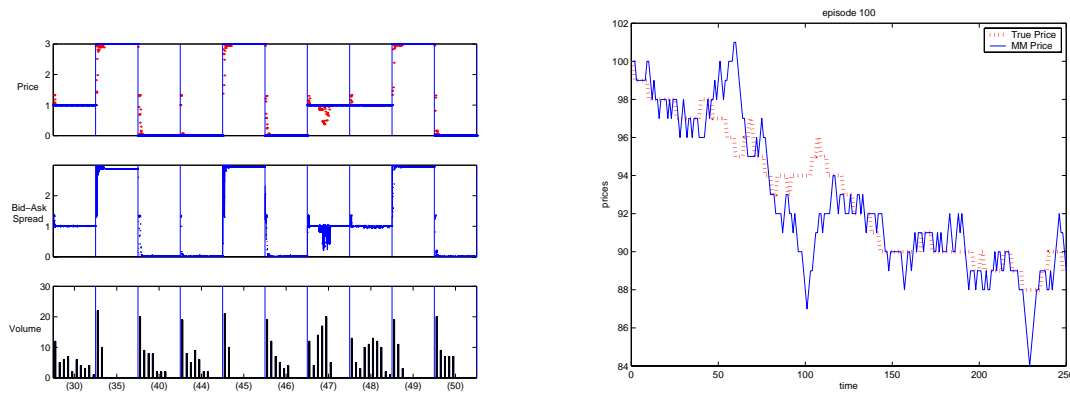 Price
3
2
1
0
Bid–Ask
Spread
2
1
0
Volume
30
20
10
0
(30) (35) (40) (44) (45) (46) (47) (48) (49) (50)
episode 100
True Price
MM Price
prices
102
100
98
96
94
92
90
88
86
84
0 50 100 150 200 250
time